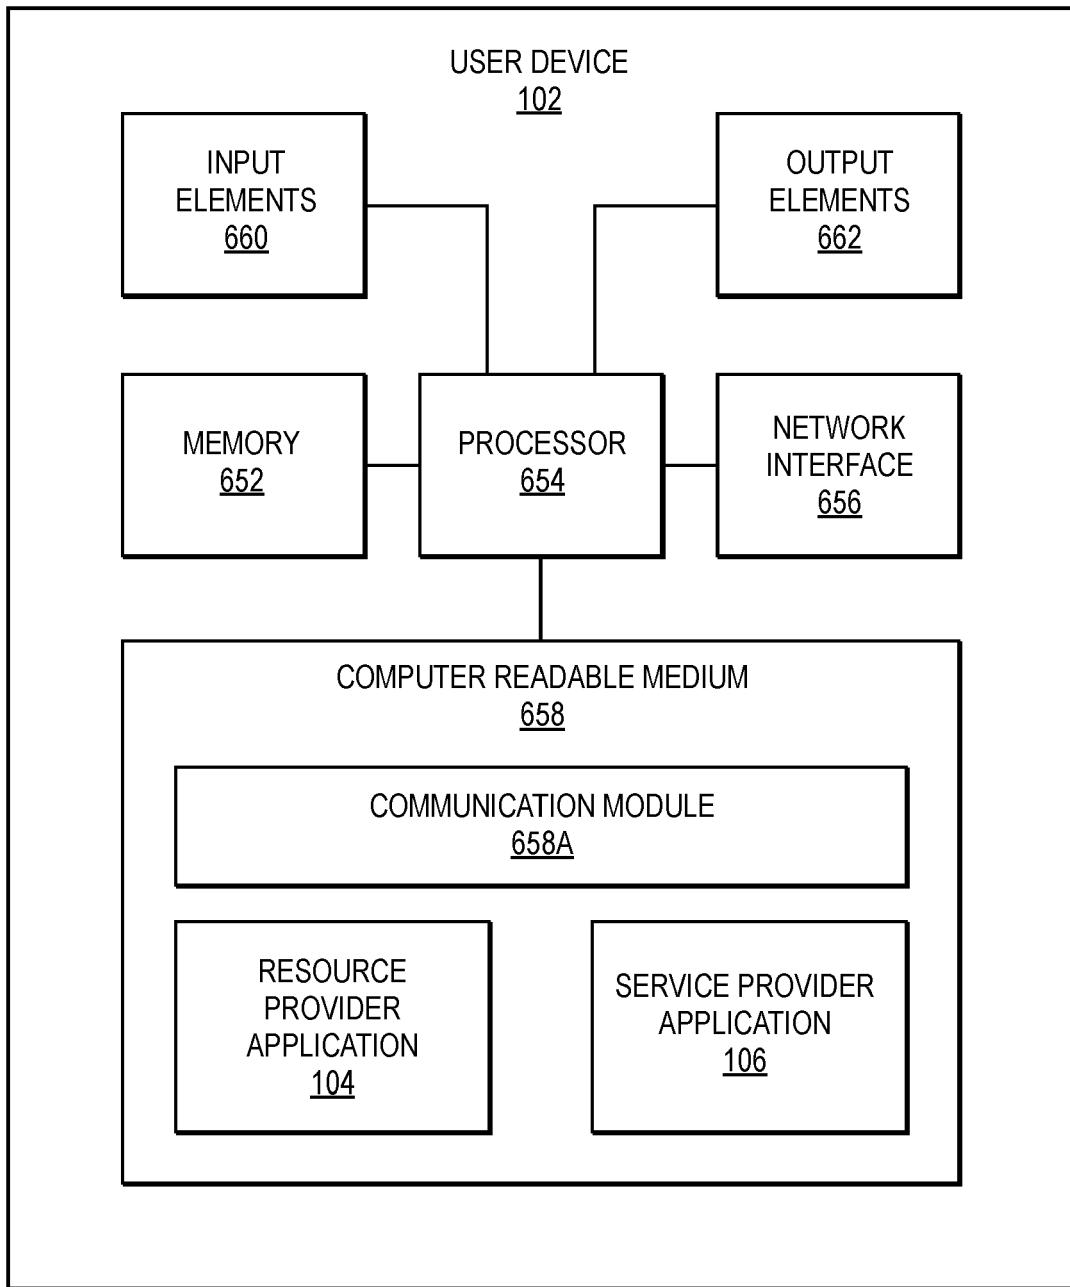 USER DEVICE
102
INPUT
ELEMENTS
660
OUTPUT
ELEMENTS
662
MEMORY
652
PROCESSOR
654
NETWORK
INTERFACE
656
COMPUTER READABLE MEDIUM
658
COMMUNICATION MODULE
658A
RESOURCE
PROVIDER
APPLICATION
104
SERVICE PROVIDER
APPLICATION
106